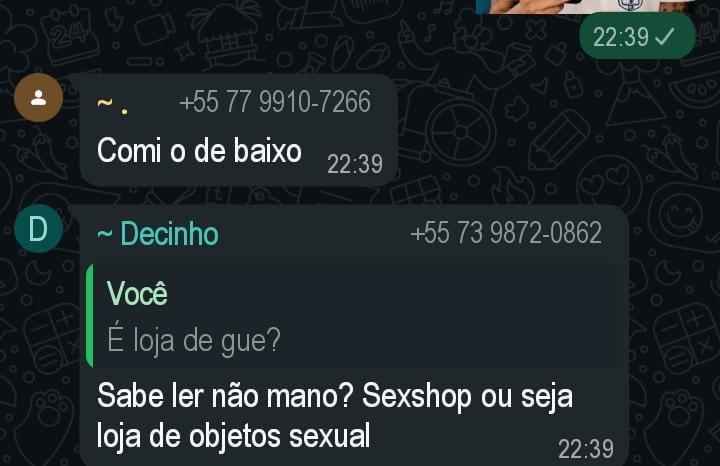 22:39
~ . +55 77 9910-7266
Comi o de baixo 22:39
D ~ Decinho +55 73 9872-0862
Você
É loja de gue?
Sabe ler não mano? Sexshop ou seja
loja de objetos sexual 22:39